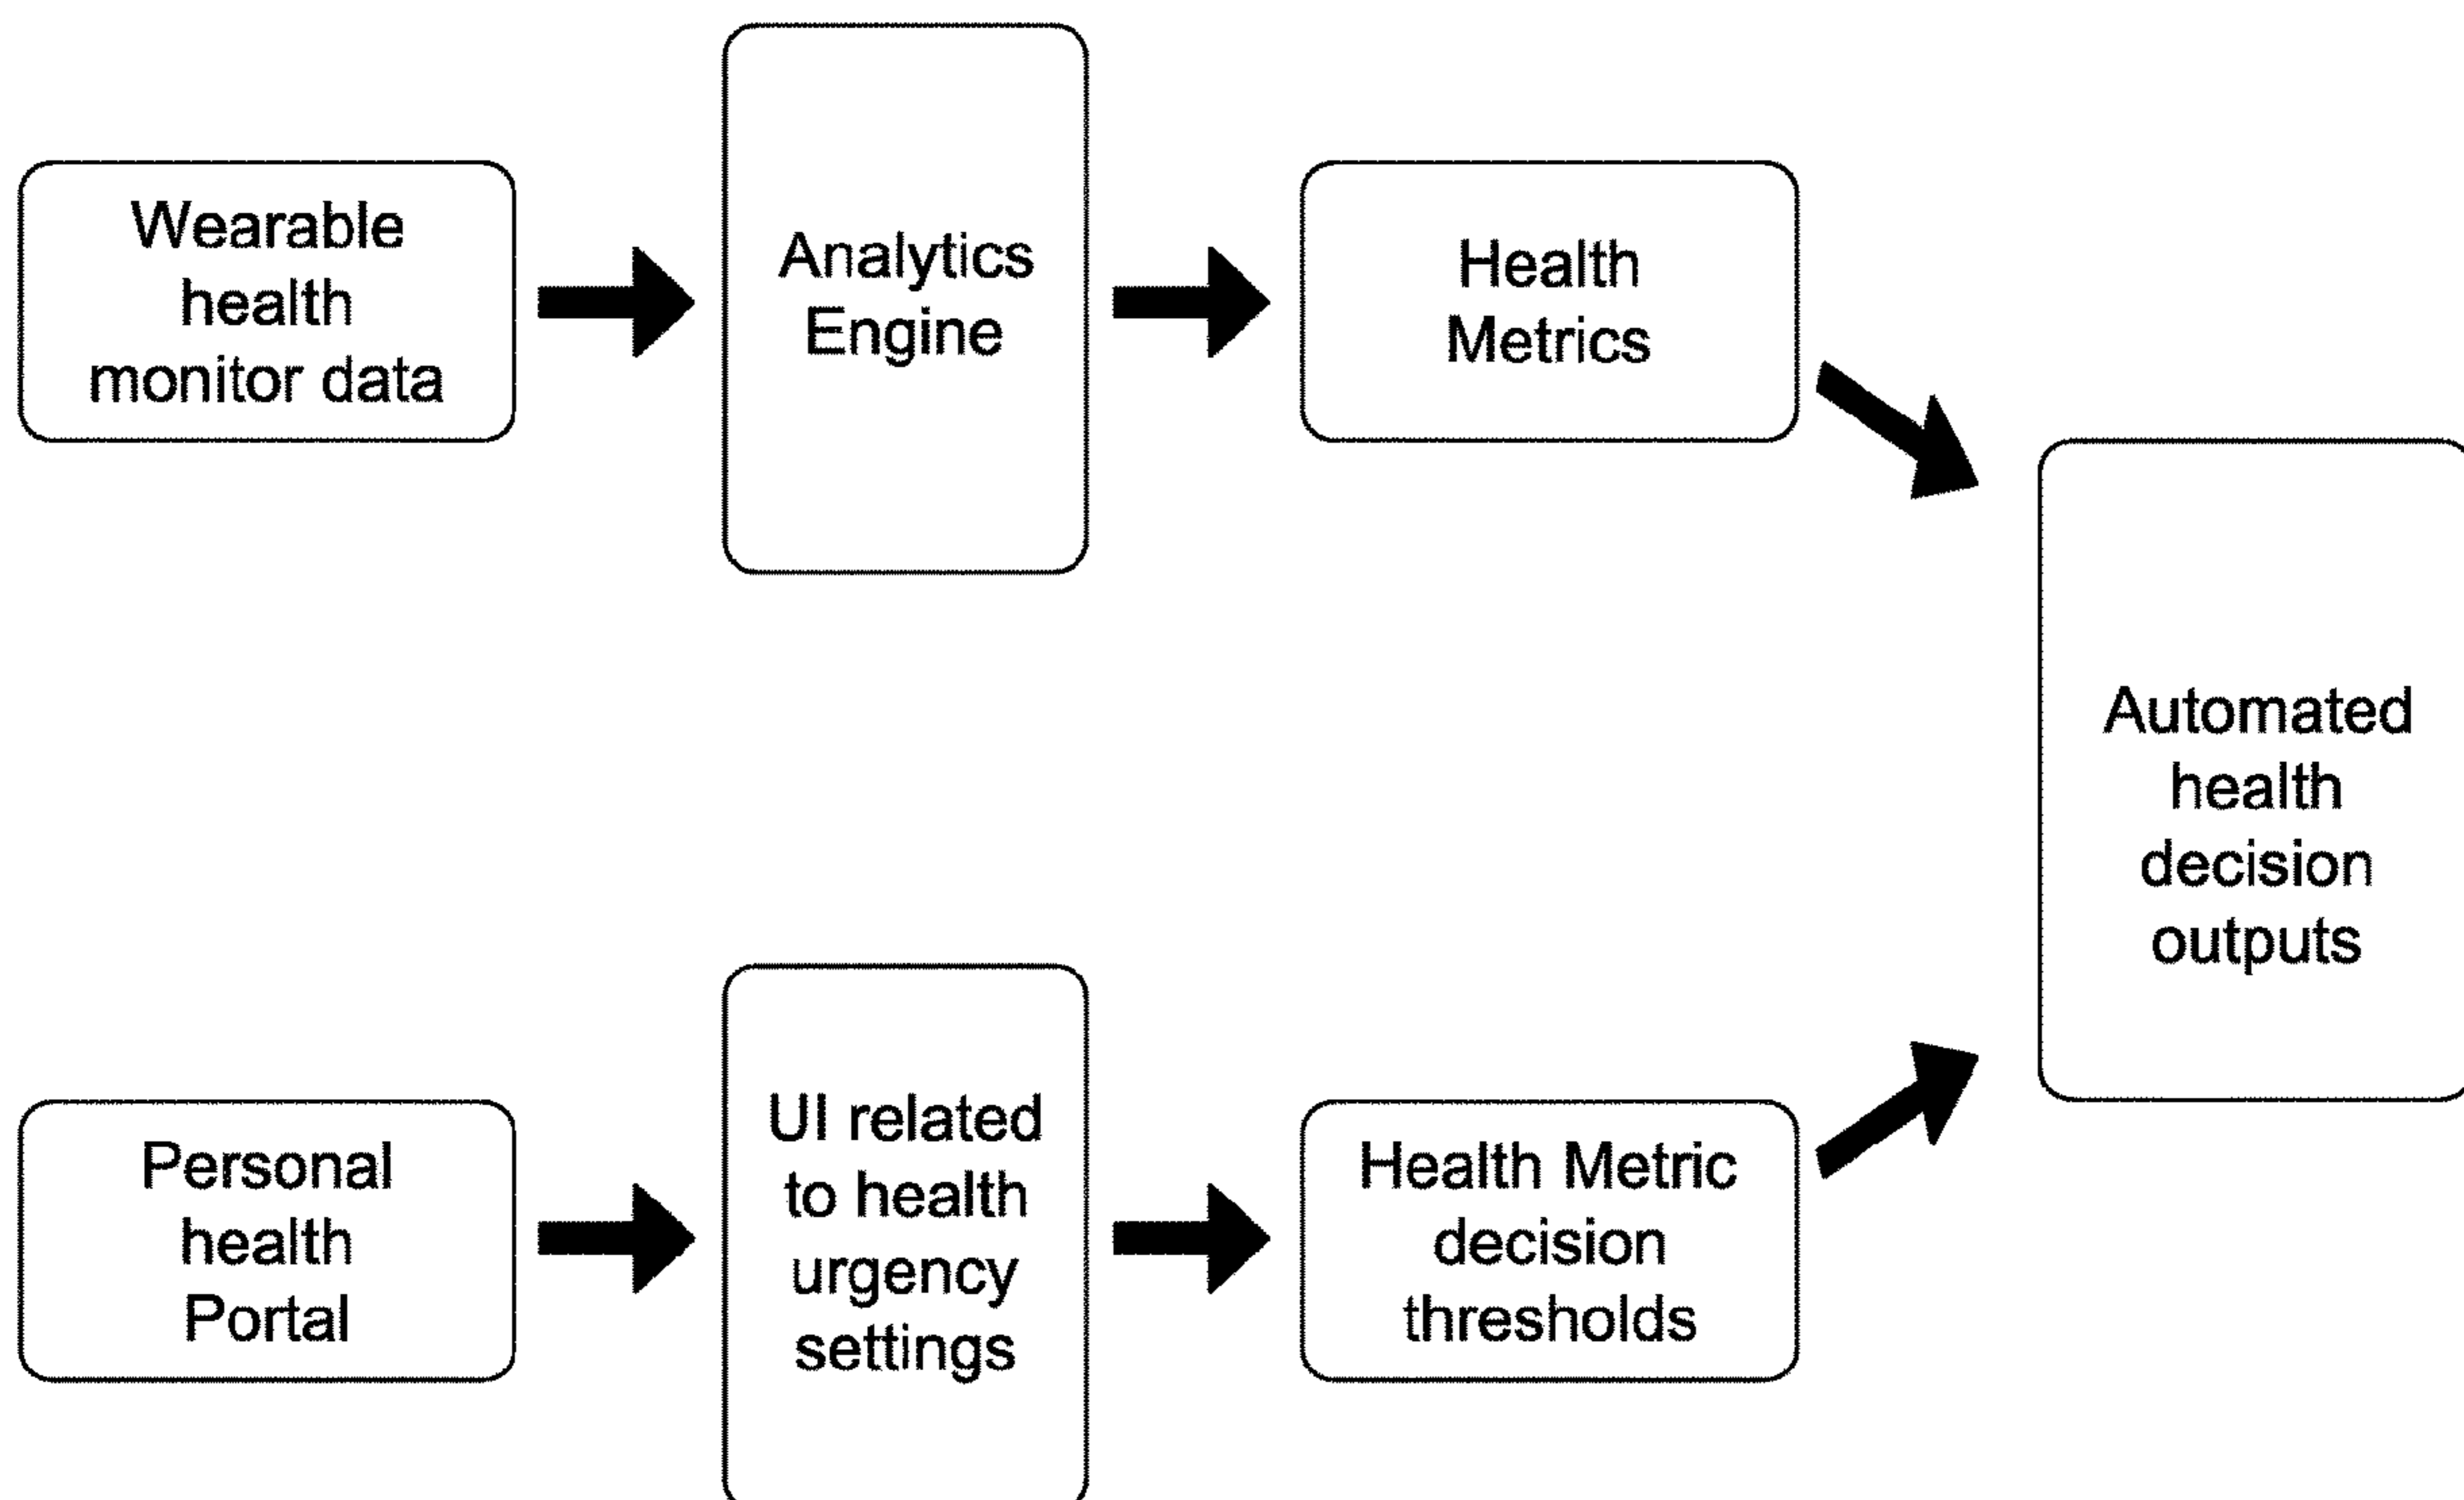 Wearable
health
monitor data
Analytics
Engine
Health
Metrics
Automated
health
decision
outputs
Personal
health
Portal
UI related
to health
urgency
settings
Health Metric
decision
thresholds